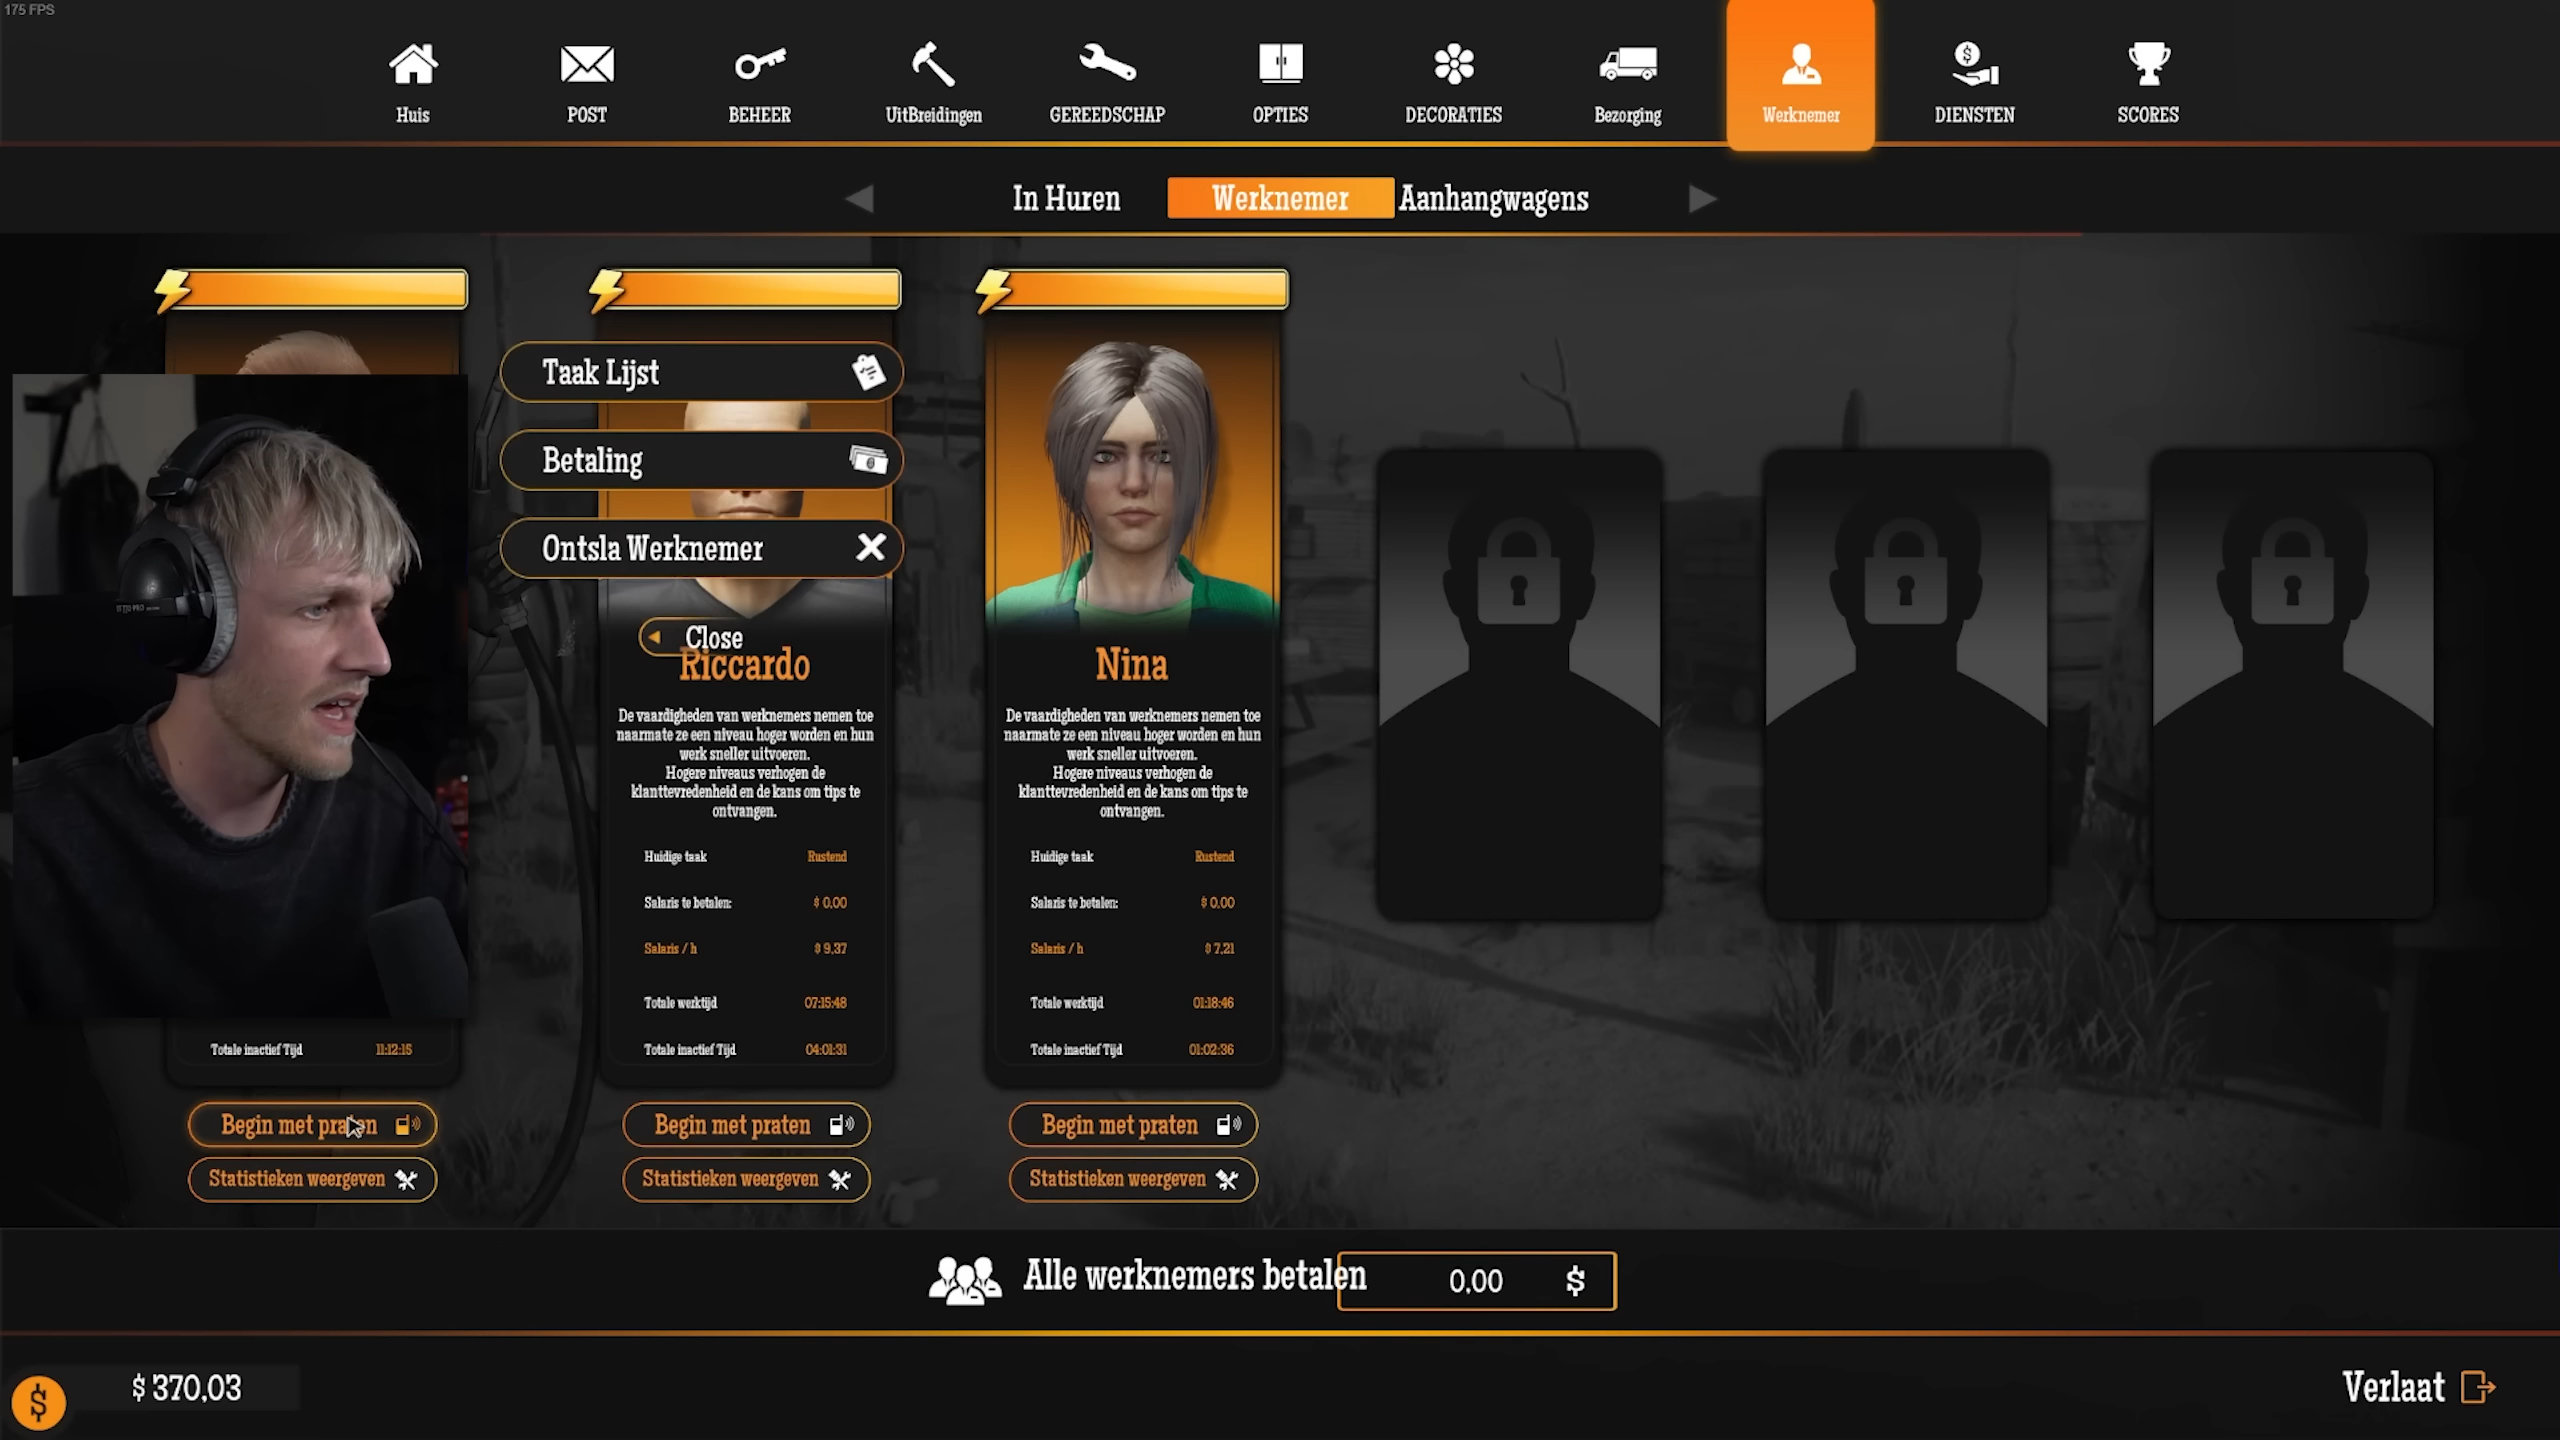 175 FPS
Huis
POST
BEHEER
UitBreidingen
GEREEDSCHAP
OPTIES
DECORATIES
Bezorging
Werknemer
DIENSTEN
SCORES
In Huren
Werknemer
Aanhangwagens
Taak Lijst
Betaling
Ontsla Werknemer
Close
Riccardo
De vaardigheden van werknemers nemen toe
naarmate ze een niveau hoger worden en hun
werk sneller uitvoeren.
Hogere niveaus verhogen de
klanttevredenheid en de kans om tips te
ontvangen.
Huidige taak Rustend
Salaris te betalen: $ 0,00
Salaris / h $ 9,37
Totale werktijd 07:15:48
Totale inactief Tijd 04:01:31
Nina
De vaardigheden van werknemers nemen toe
naarmate ze een niveau hoger worden en hun
werk sneller uitvoeren.
Hogere niveaus verhogen de
klanttevredenheid en de kans om tips te
ontvangen.
Huidige taak Rustend
Salaris te betalen: $ 0,00
Salaris / h $ 7,21
Totale werktijd 01:18:46
Totale inactief Tijd 01:02:36
Totale inactief Tijd 11:12:15
Begin met praten
Statistieken weergeven
Begin met praten
Statistieken weergeven
Begin met praten
Statistieken weergeven
Alle werknemers betalen 0,00 $
$ 370,03
Verlaat